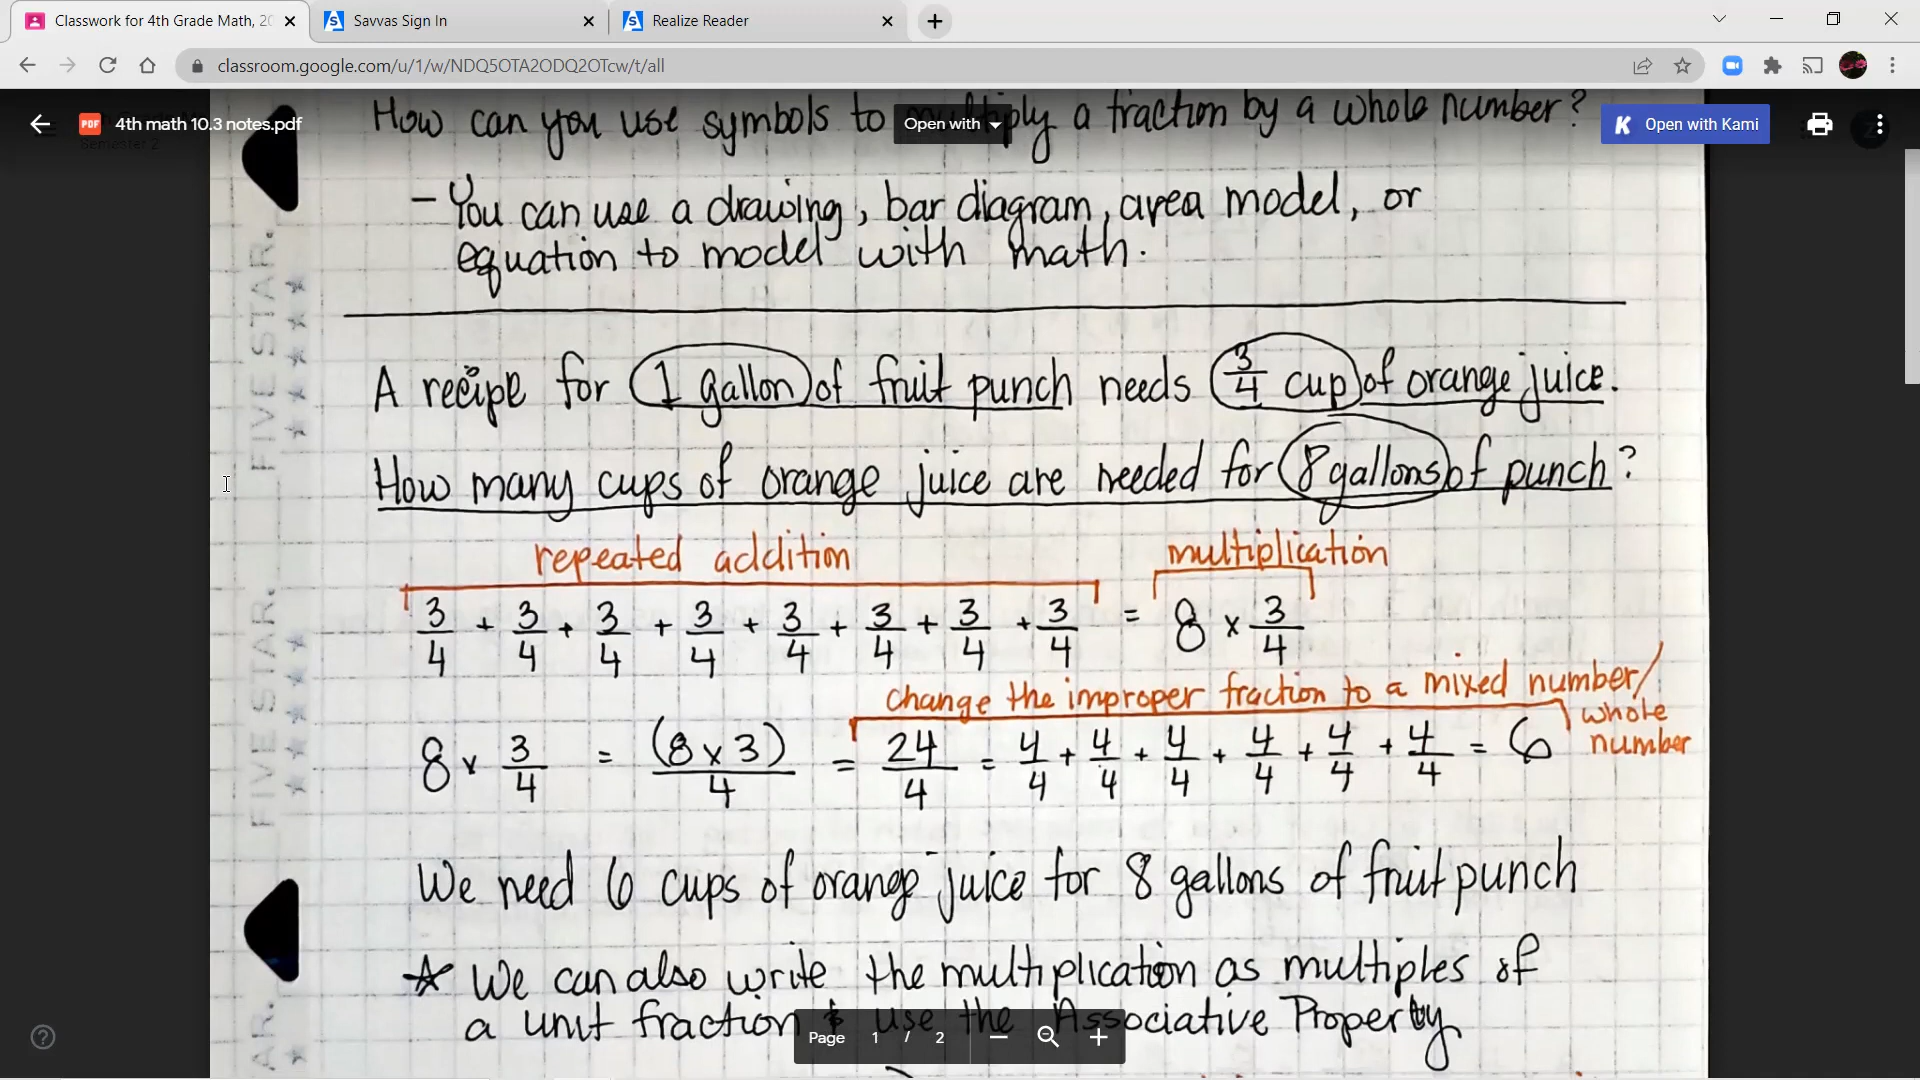 Classwork for 4th Grade Math, 20
Savvas Sign In
Realize Reader
classroom.google.com/u/1/w/NDQ5OTA2ODQ2OTcw/t/all
PDF 4th math 10.3 notes.pdf
Semester 2
Open with
K Open with Kami
How can you use symbols to multiply a fraction by a whole number?
- You can use a drawing, bar diagram, area model, or
equation to model with math.
FIVE STAR.
A recipe for 1 gallon of fruit punch needs 3/4 cup of orange juice.
How many cups of orange juice are needed for 8 gallons of punch?
repeated addition
multiplication
3/4 + 3/4 + 3/4 + 3/4 + 3/4 + 3/4 + 3/4 + 3/4 = 8 x 3/4
change the improper fraction to a mixed number/
whole
number
8 x 3/4 = (8 x 3)/4 = 24/4 = 4/4 + 4/4 + 4/4 + 4/4 + 4/4 + 4/4 = 6
FIVE STAR.
We need 6 cups of orange juice for 8 gallons of fruit punch
☆ We can also write the multiplication as multiples of
a unit fraction & use the Associative Property
AR.
Page 1 / 2